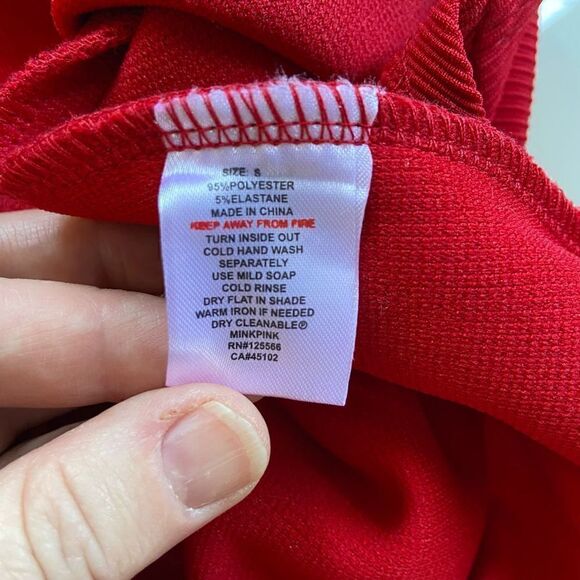 SIZE: S
95%POLYESTER
5%ELASTANE
MADE IN CHINA
KEEP AWAY FROM FIRE
TURN INSIDE OUT
COLD HAND WASH
SEPARATELY
USE MILD SOAP
COLD RINSE
DRY FLAT IN SHADE
WARM IRON IF NEEDED
DRY CLEANABLE®
MINKPINK
RN#125566
CA#45102